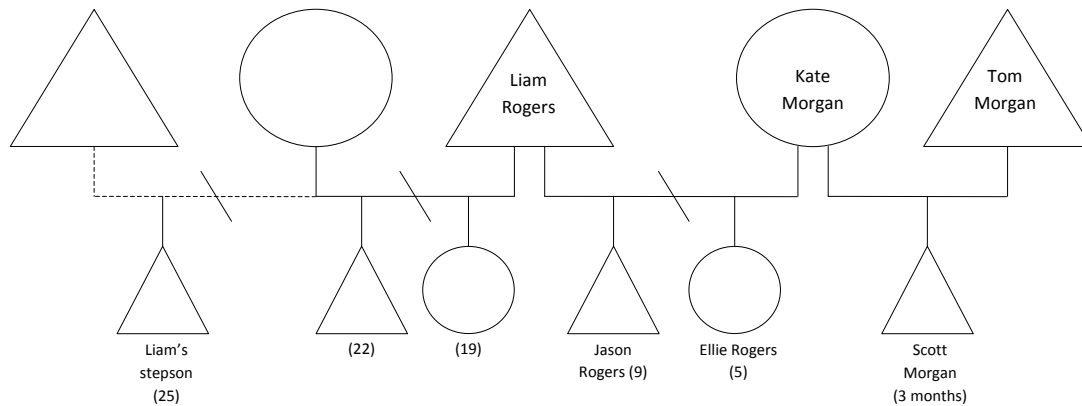 Liam
Rogers
Kate
Morgan
Tom
Morgan
Liam's
stepson
(25)
(22)
(19)
Jason
Rogers (9)
Ellie Rogers
(5)
Scott
Morgan
(3 months)